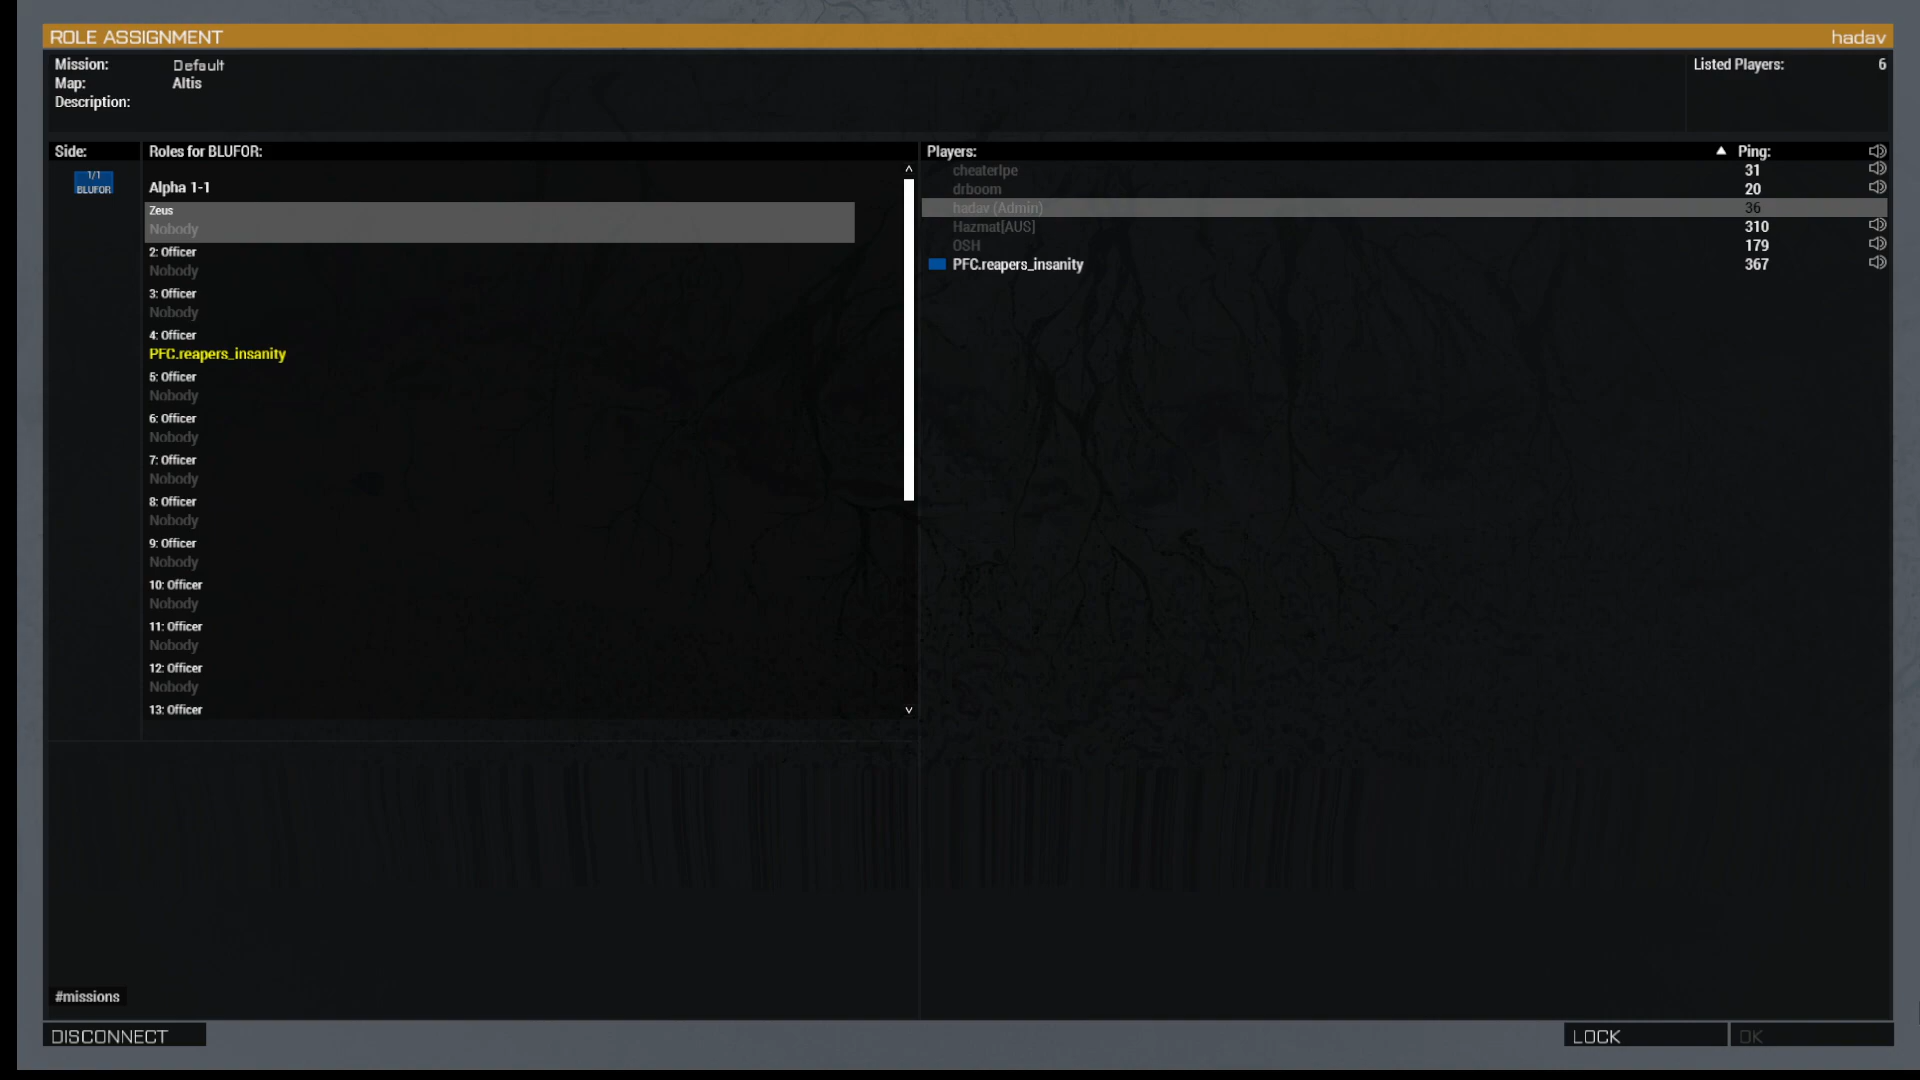 ROLE ASSIGNMENT hadav
Mission: Default Listed Players: 6
Map: Altis
Description:
Side: Roles for BLUFOR: Players: Ping:
1/1
BLUFOR
Alpha 1-1
Zeus
Nobody
2: Officer
Nobody
3: Officer
Nobody
4: Officer
PFC.reapers_insanity
5: Officer
Nobody
6: Officer
Nobody
7: Officer
Nobody
8: Officer
Nobody
9: Officer
Nobody
10: Officer
Nobody
11: Officer
Nobody
12: Officer
Nobody
13: Officer
cheaterlpe 31
drboom 20
hadav (Admin) 36
Hazmat[AUS] 310
OSH 179
PFC.reapers_insanity 367
#missions
DISCONNECT LOCK OK